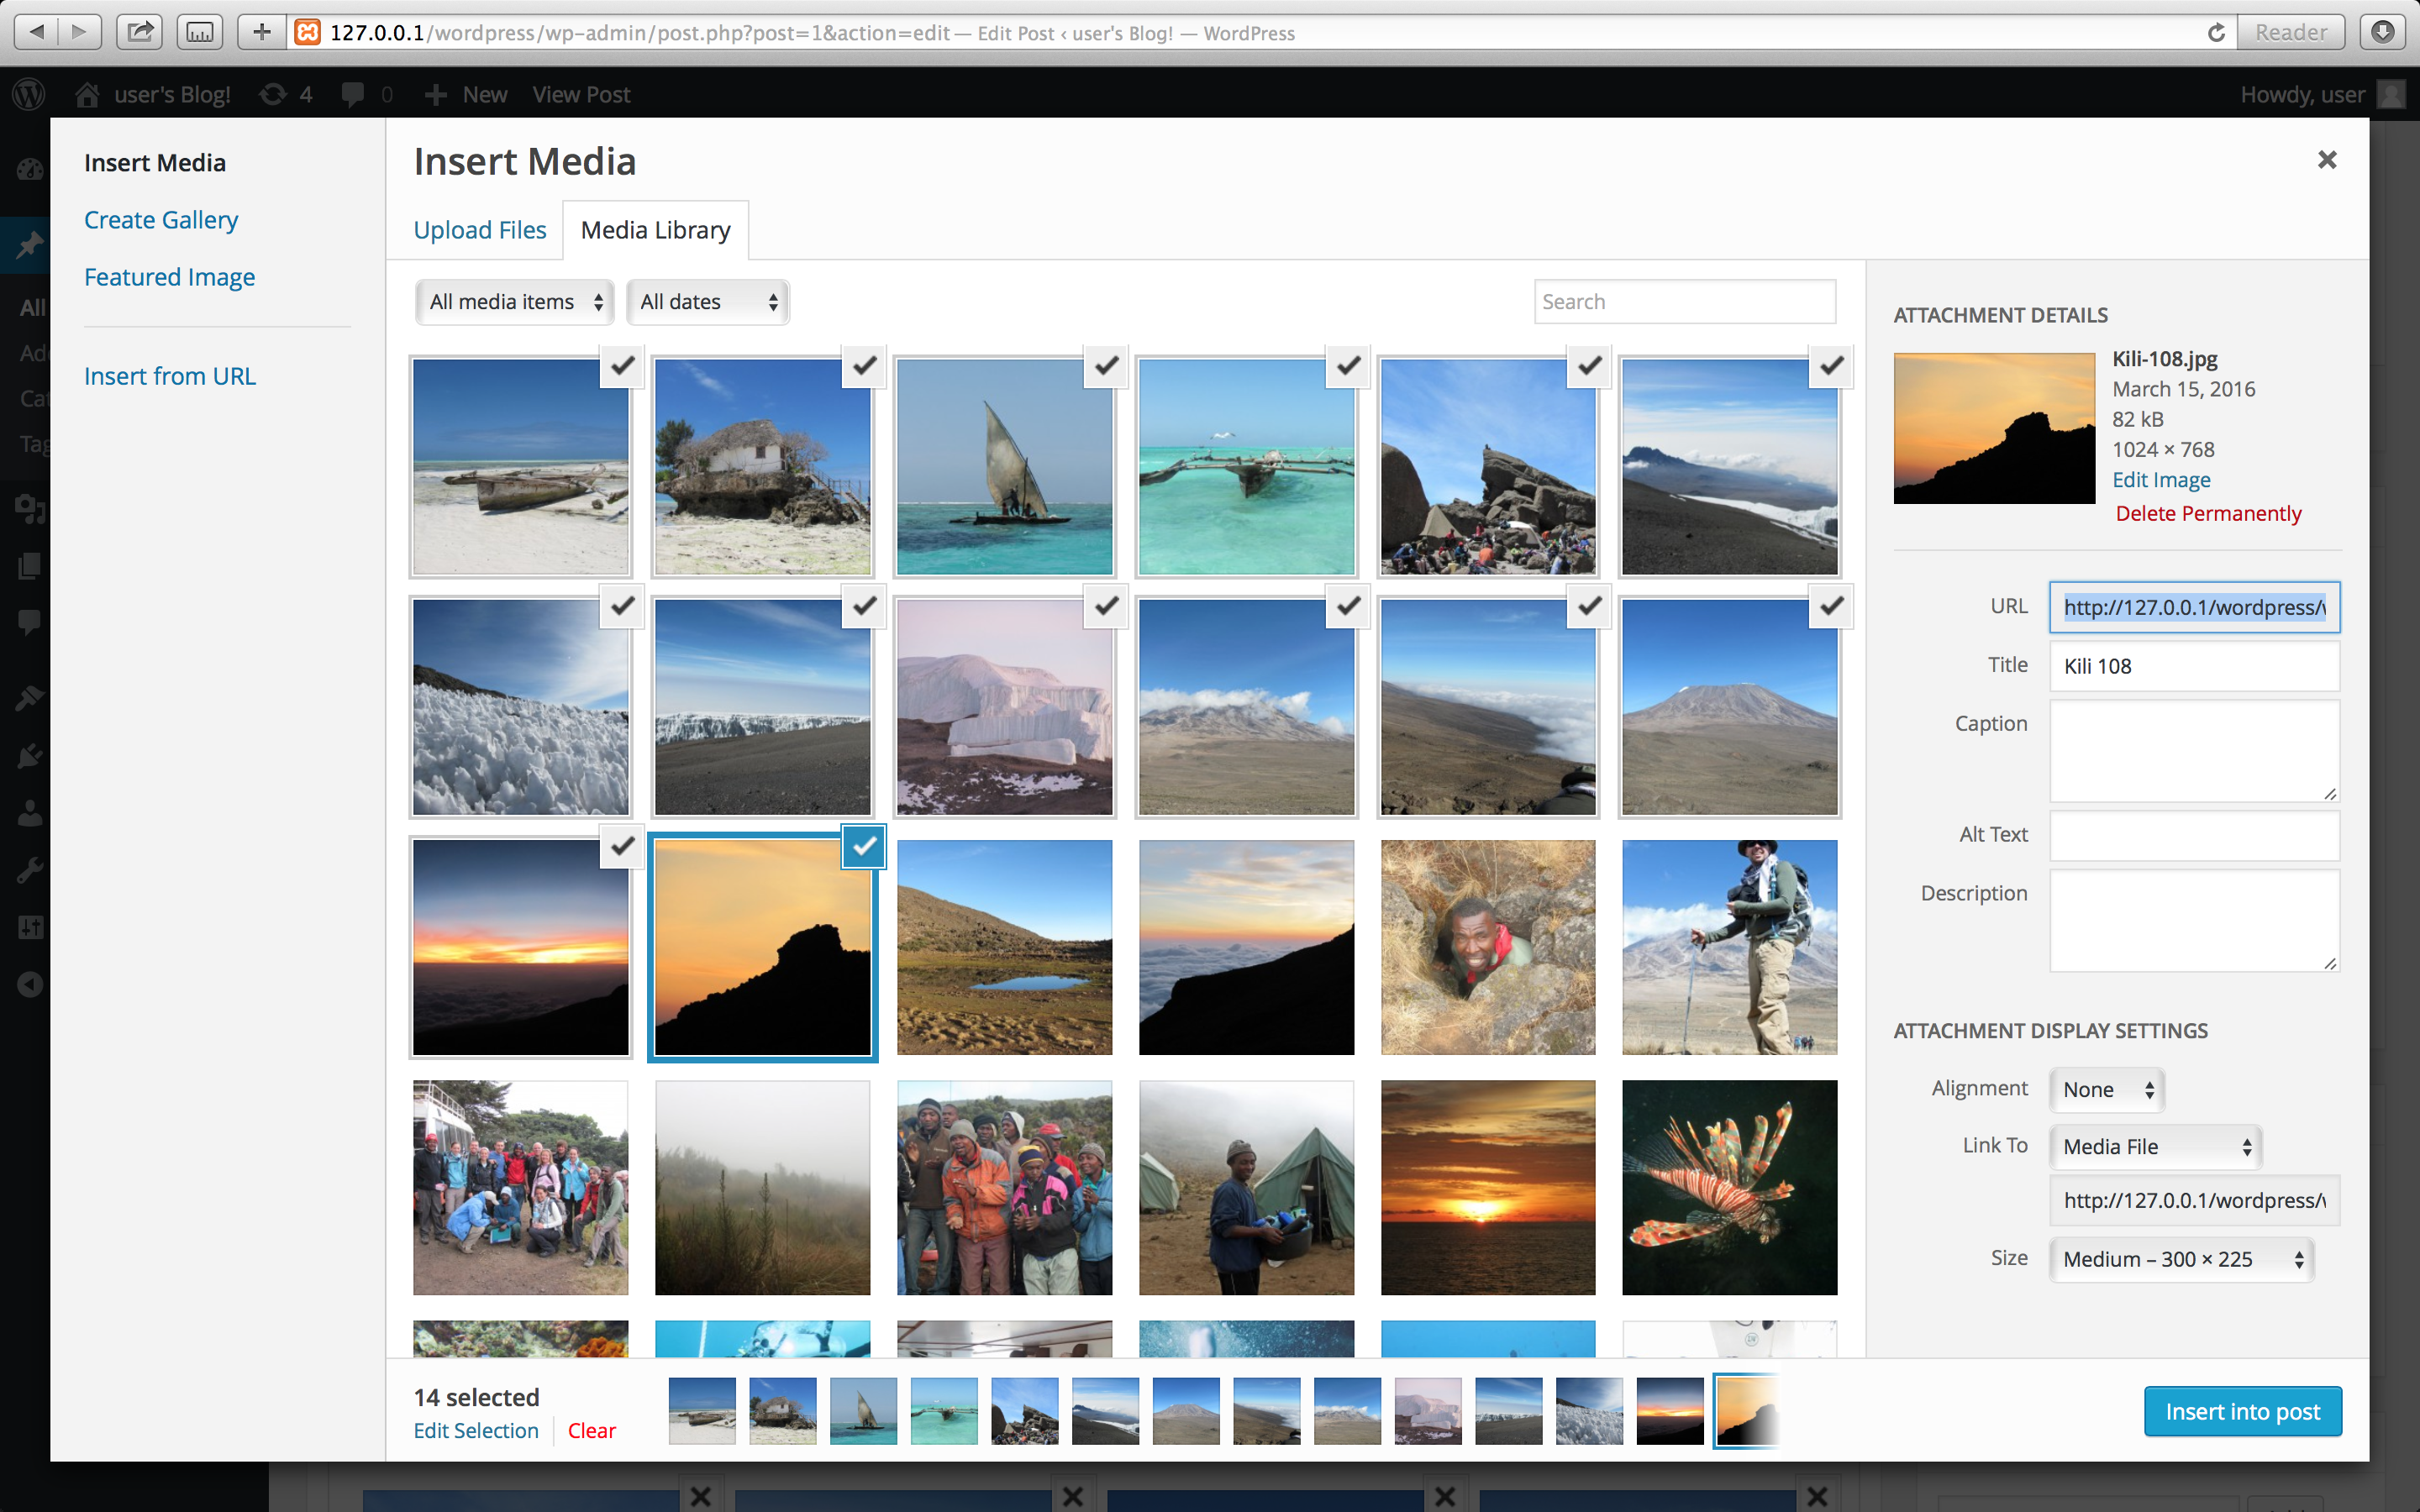 127.0.0.1/wordpress/wp-admin/post.php?post=1&action=edit — Edit Post ‹ user's Blog! — WordPress
Reader
user's Blog!
4
0
New
View Post
Howdy, user
All
Insert Media
Create Gallery
Featured Image
Insert from URL
Insert Media
Upload Files
Media Library
All media items
All dates
Search
ATTACHMENT DETAILS
Kili-108.jpg
March 15, 2016
82 kB
1024 × 768
Edit Image
Delete Permanently
URL
http://127.0.0.1/wordpress/
Title
Kili 108
Caption
Alt Text
Description
ATTACHMENT DISPLAY SETTINGS
Alignment
None
Link To
Media File
http://127.0.0.1/wordpress/
Size
Medium – 300 × 225
14 selected
Edit Selection
Clear
Insert into post